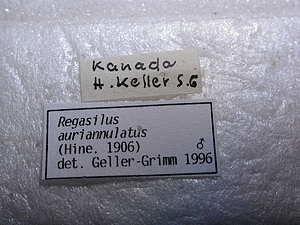 Kanada
H. Keller S.G
Regasilus
auriannulatus
(Hine. 1906) ♂
det. Geller-Grimm 1996